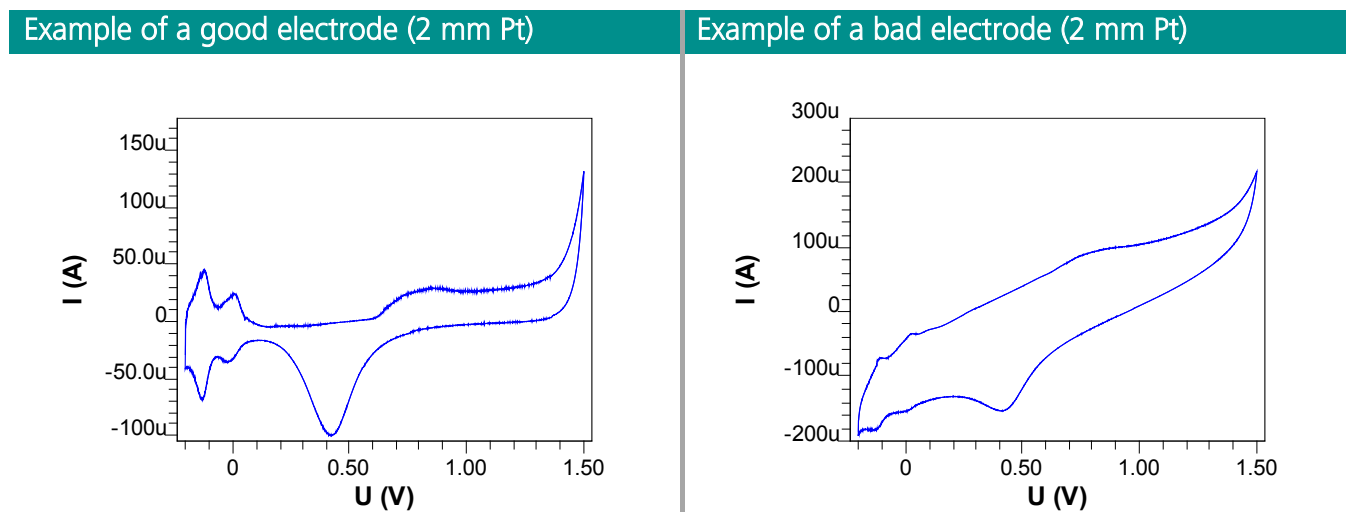 Example of a good electrode (2 mm Pt)
150u
100u
50.0u
0
-50.0u
-100u
I (A)
0 0.50 1.00 1.50
U (V)
Example of a bad electrode (2 mm Pt)
300u
200u
100u
0
-100u
-200u
I (A)
0 0.50 1.00 1.50
U (V)